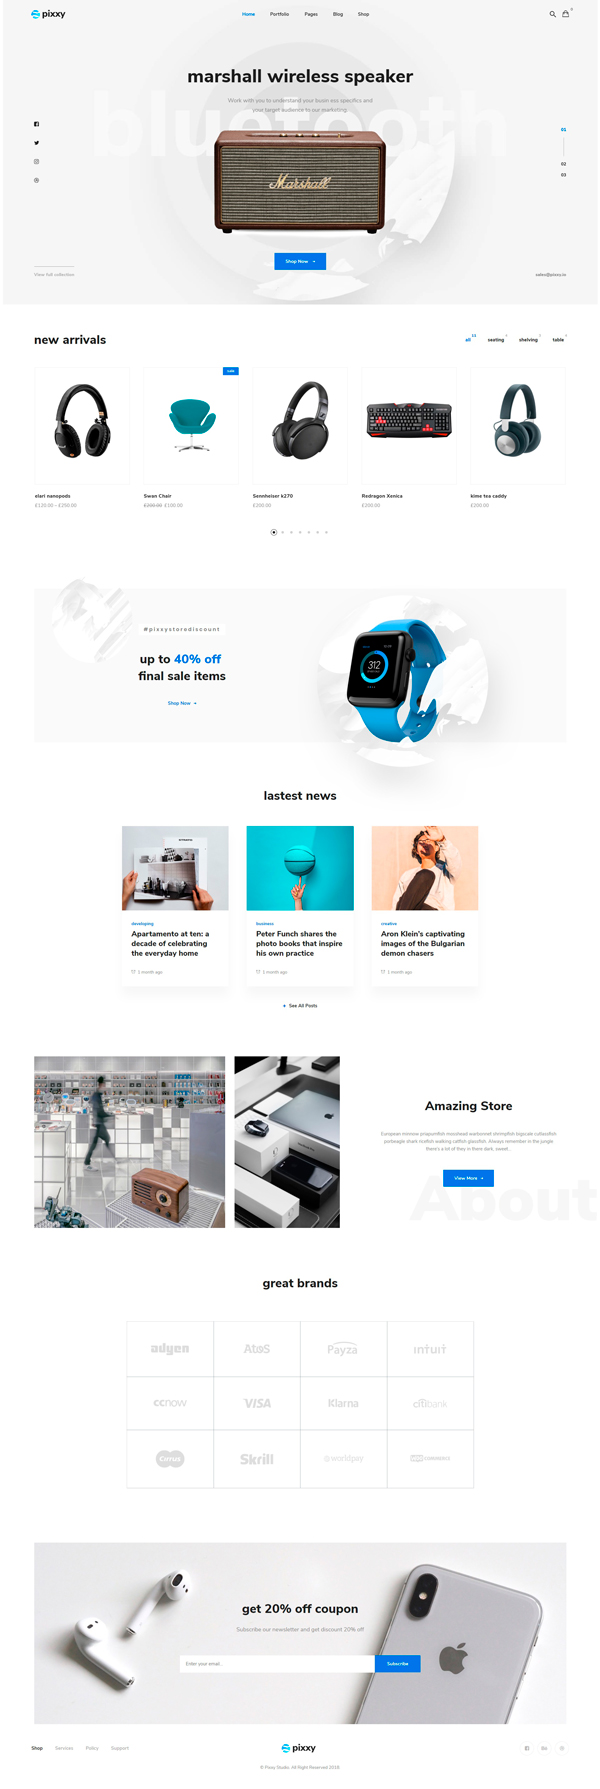 pixxy
Home Portfolio Pages Blog Shop
0
marshall wireless speaker
Work with you to understand your busin ess specifics and
your target audience to our marketing.
bluetooth
Marshall
01
02
03
Shop Now →
View full collection
sales@pixxy.io
new arrivals
all seating shelving table
sale
elari nanopods
£120.00 – £250.00
Swan Chair
£200.00 £100.00
Sennheiser k270
£200.00
Redragon Xenica
£200.00
kime tea caddy
£200.00
#pixxystorediscount
up to 40% off
final sale items
Shop Now →
312
lastest news
developing
Apartamento at ten: a
decade of celebrating
the everyday home
1 month ago
business
Peter Funch shares the
photo books that inspire
his own practice
1 month ago
creative
Aron Klein's captivating
images of the Bulgarian
demon chasers
1 month ago
+ See All Posts
Amazing Store
European minnow priapumfish mosshead warbonnet shrimpfish bigscale cutlassfish
porbeagle shark ricefish walking catfish glassfish. Always remember in the jungle
there's a lot of they in there dark, sweet.
View More →
About
great brands
adyen AtoS Payza intuit
ccnow VISA Klarna citibank
Cirrus Skrill worldpay WOO COMMERCE
get 20% off coupon
Subscribe our newsletter and get discount 20% off
Enter your email. Subscribe
Shop Services Policy Support
pixxy
Bē
© Pixxy Studio. All Right Reserved 2018